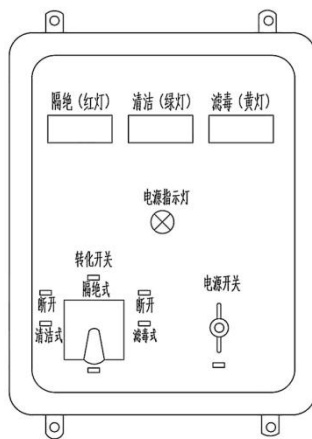 隔绝（红灯） 清洁（绿灯） 滤毒（黄灯）
电源指示灯
转化开关
隔绝式
电源开关
断开 断开
清洁式 滤毒式